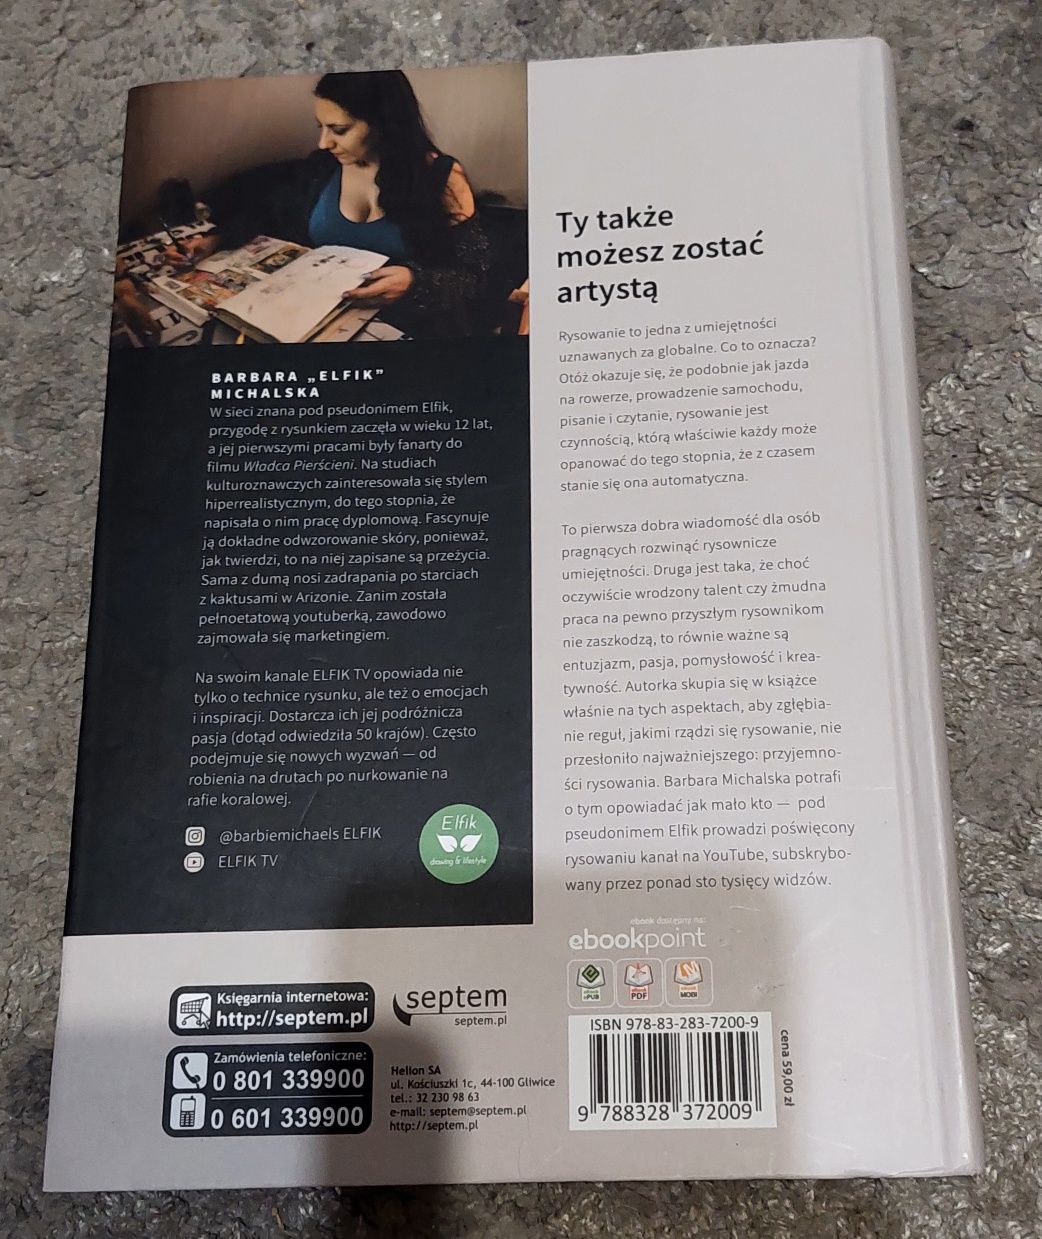 BARBARA „ELFIK”
MICHALSKA
W sieci znana pod pseudonimem Elfik,
przygodę z rysunkiem zaczęła w wieku 12 lat,
a jej pierwszymi pracami były fanarty do
filmu Władca Pierścieni. Na studiach
kulturoznawczych zainteresowała się stylem
hiperrealistycznym, do tego stopnia, że
napisała o nim pracę dyplomową. Fascynuje
ją dokładne odwzorowanie skóry, ponieważ,
jak twierdzi, to na niej zapisane są przeżycia.
Sama z dumą nosi zadrapania po starciach
z kaktusami w Arizonie. Zanim została
pełnoetatową youtuberką, zawodowo
zajmowała się marketingiem.
Na swoim kanale ELFIK TV opowiada nie
tylko o technice rysunku, ale też o emocjach
i inspiracji. Dostarcza ich jej podróżnicza
pasja (dotąd odwiedziła 50 krajów). Często
podejmuje się nowych wyzwań — od
robienia na drutach po nurkowanie na
rafie koralowej.
@barbiemichaels ELFIK
ELFIK TV
Elfik
drawing & lifestyle
Ty także
możesz zostać
artystą
Rysowanie to jedna z umiejętności
uznawanych za globalne. Co to oznacza?
Otóż okazuje się, że podobnie jak jazda
na rowerze, prowadzenie samochodu,
pisanie i czytanie, rysowanie jest
czynnością, którą właściwie każdy może
opanować do tego stopnia, że z czasem
stanie się ona automatyczna.
To pierwsza dobra wiadomość dla osób
pragnących rozwinąć rysownicze
umiejętności. Druga jest taka, że choć
oczywiście wrodzony talent czy żmudna
praca na pewno przyszłym rysownikom
nie zaszkodzą, to równie ważne są
entuzjazm, pasja, pomysłowość i krea-
tywność. Autorka skupia się w książce
właśnie na tych aspektach, aby zgłębia-
nie reguł, jakimi rządzi się rysowanie, nie
przesłoniło najważniejszego: przyjemno-
ści rysowania. Barbara Michalska potrafi
o tym opowiadać jak mało kto — pod
pseudonimem Elfik prowadzi poświęcony
rysowaniu kanał na YouTube, subskrybo-
wany przez ponad sto tysięcy widzów.
ebook dostępny na:
ebookpoint
ebook ePUB
ebook PDF
ebook MOBI
Księgarnia internetowa:
http://septem.pl
Zamówienia telefoniczne:
0 801 339900
0 601 339900
septem
septem.pl
Helion SA
ul. Kościuszki 1c, 44-100 Gliwice
tel.: 32 230 98 63
e-mail: septem@septem.pl
http://septem.pl
ISBN 978-83-283-7200-9
9 788328 372009
cena 59,00 zł